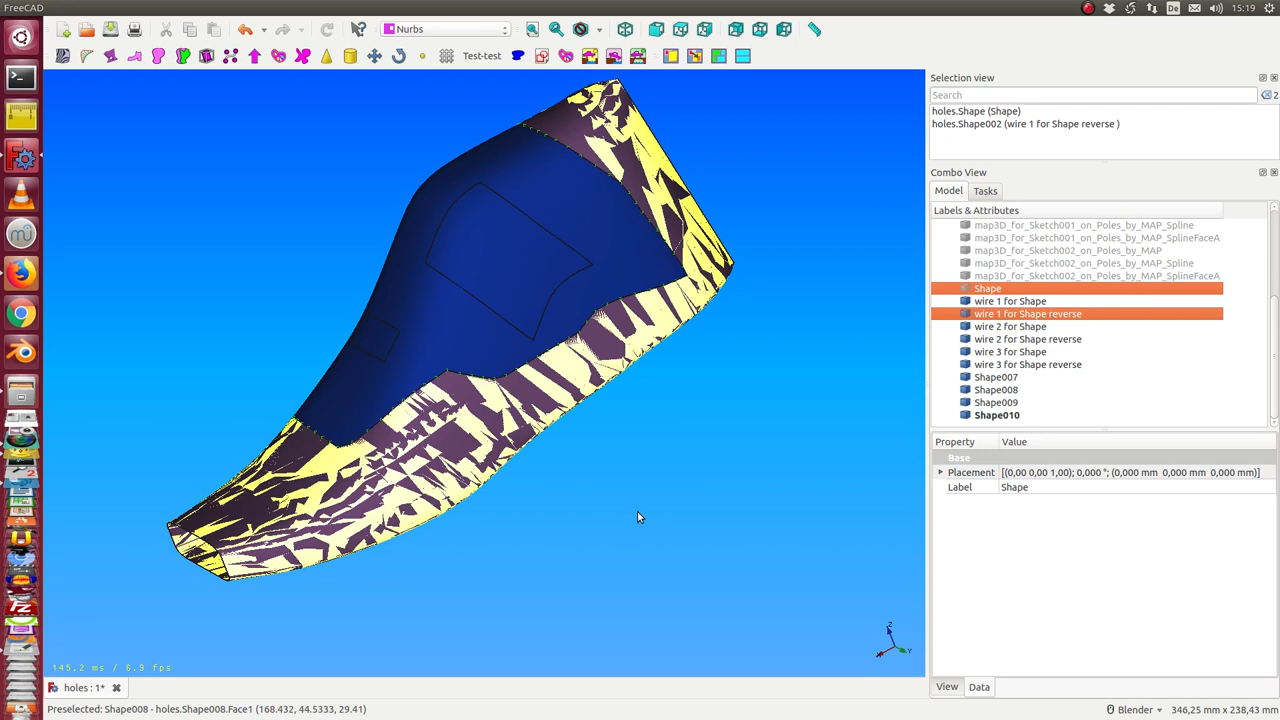 FreeCAD
De
15:19
Nurbs
Test-test
Selection view
Search
2
holes.Shape (Shape)
holes.Shape002 (wire 1 for Shape reverse )
Combo View
Model
Tasks
Labels & Attributes
map3D_for_Sketch001_on_Poles_by_MAP_Spline
map3D_for_Sketch001_on_Poles_by_MAP_SplineFaceA
map3D_for_Sketch002_on_Poles_by_MAP
map3D_for_Sketch002_on_Poles_by_MAP_Spline
map3D_for_Sketch002_on_Poles_by_MAP_SplineFaceA
Shape
wire 1 for Shape
wire 1 for Shape reverse
wire 2 for Shape
wire 2 for Shape reverse
wire 3 for Shape
wire 3 for Shape reverse
Shape007
Shape008
Shape009
Shape010
Property
Value
Base
Placement
[(0,00 0,00 1,00); 0,000 °; (0,000 mm 0,000 mm 0,000 mm)]
Label
Shape
Z
Y
145.2 ms / 6.9 fps
holes : 1*
View
Data
Preselected: Shape008 - holes.Shape008.Face1 (168.432, 44.5333, 29.41)
Blender
346,25 mm x 238,43 mm